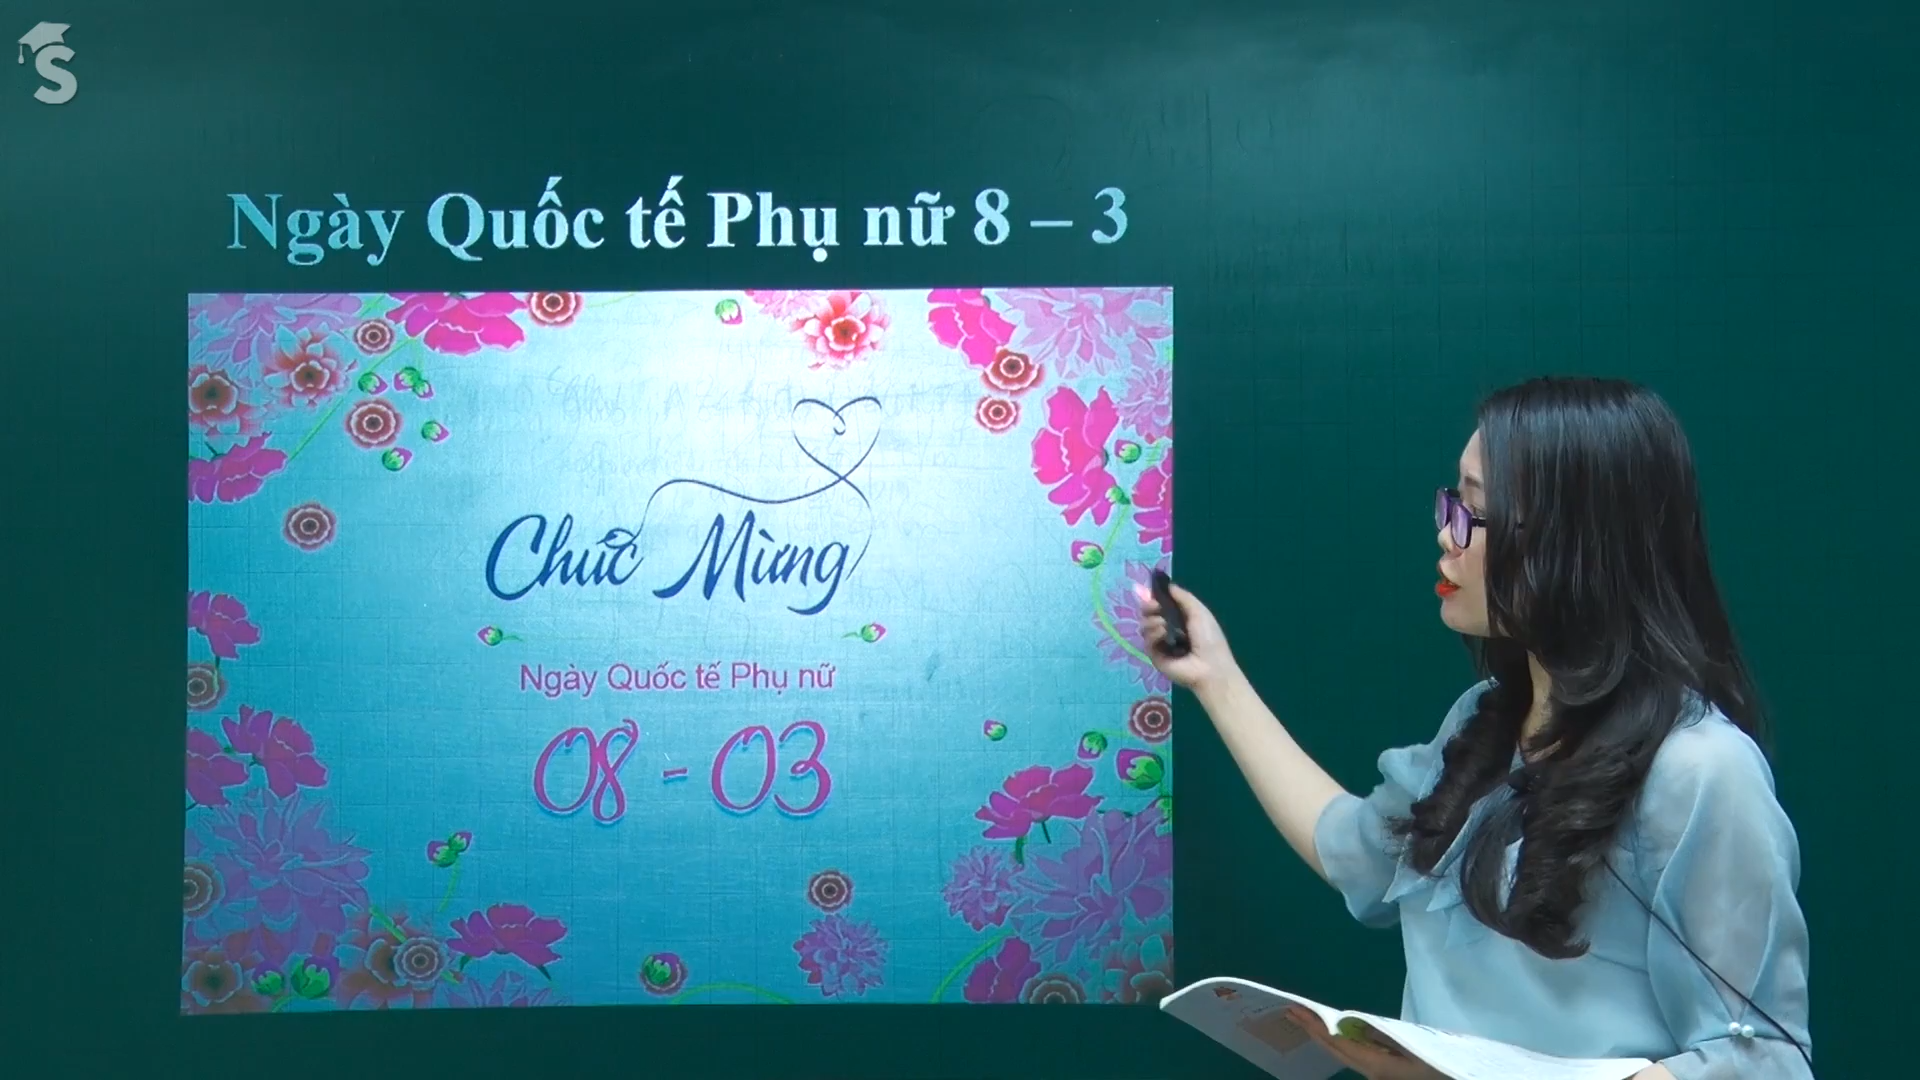 S
Ngày Quốc tế Phụ nữ 8 – 3
Chúc Mừng
Ngày Quốc tế Phụ nữ
08 - 03